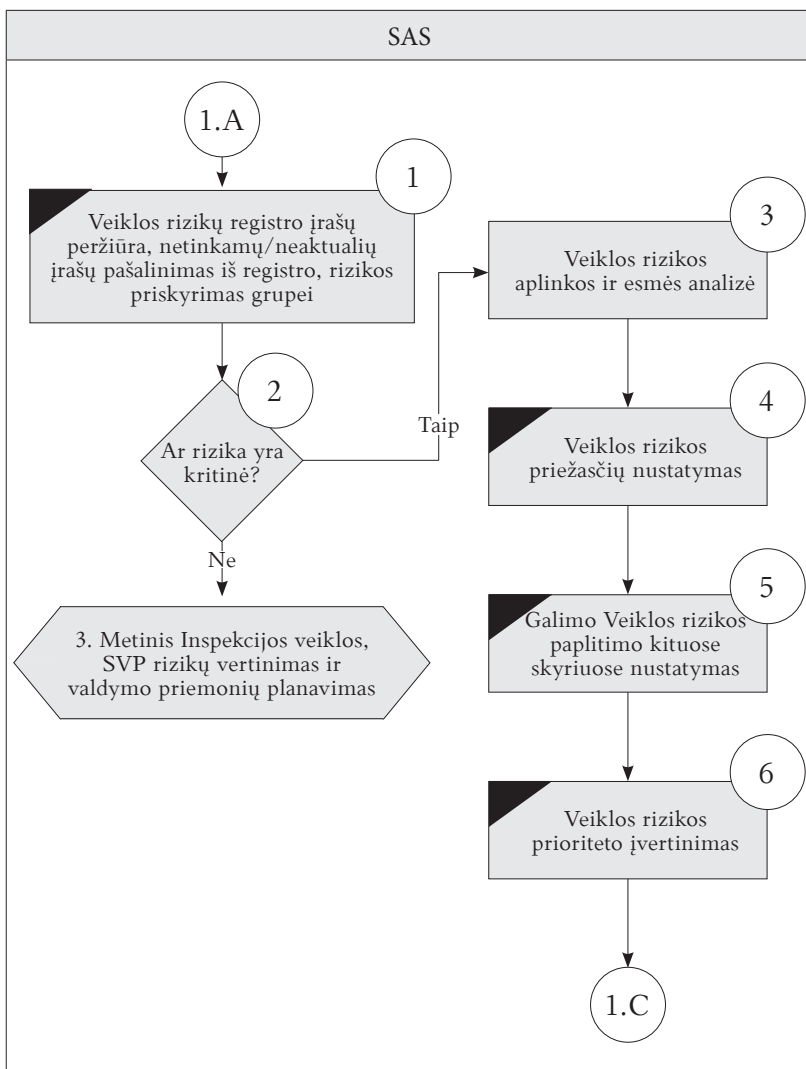 SAS
1.A
1
Veiklos rizikų registro įrašų
peržiūra, netinkamų/neaktualių
įrašų pašalinimas iš registro, rizikos
priskyrimas grupei
2
Ar rizika yra
kritinė?
Taip
Ne
3. Metinis Inspekcijos veiklos,
SVP rizikų vertinimas ir
valdymo priemonių planavimas
3
Veiklos rizikos
aplinkos ir esmės analizė
4
Veiklos rizikos
priežasčių nustatymas
5
Galimo Veiklos rizikos
paplitimo kituose
skyriuose nustatymas
6
Veiklos rizikos
prioriteto įvertinimas
1.C